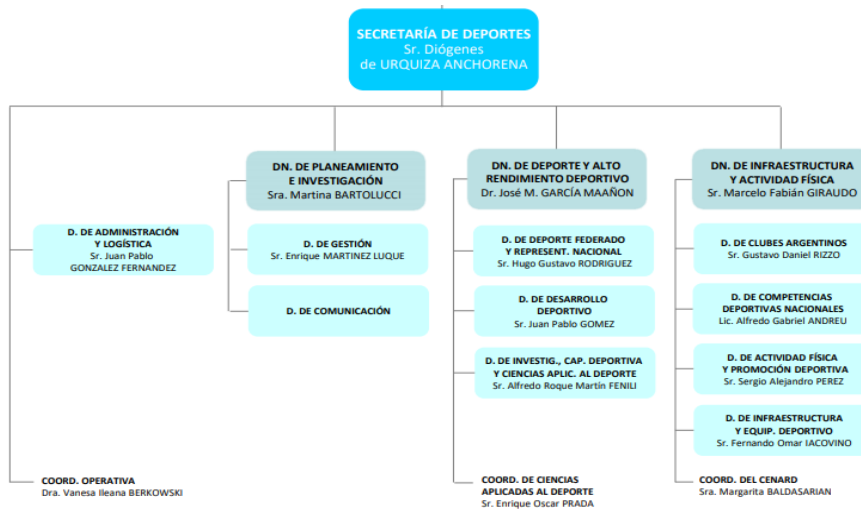 SECRETARÍA DE DEPORTES
Sr. Diógenes
de URQUIZA ANCHORENA
DN. DE PLANEAMIENTO
E INVESTIGACIÓN
Sra. Martina BARTOLUCCI
DN. DE DEPORTE Y ALTO
RENDIMIENTO DEPORTIVO
Dr. José M. GARCÍA MAAÑON
DN. DE INFRAESTRUCTURA
Y ACTIVIDAD FÍSICA
Sr. Marcelo Fabián GIRAUDO
D. DE ADMINISTRACIÓN
Y LOGÍSTICA
Sr. Juan Pablo
GONZALEZ FERNANDEZ
D. DE GESTIÓN
Sr. Enrique MARTINEZ LUQUE
D. DE COMUNICACIÓN
D. DE DEPORTE FEDERADO
Y REPRESENT. NACIONAL
Sr. Hugo Gustavo RODRIGUEZ
D. DE DESARROLLO
DEPORTIVO
Sr. Juan Pablo GOMEZ
D. DE INVESTIG., CAP. DEPORTIVA
Y CIENCIAS APLIC. AL DEPORTE
Sr. Alfredo Roque Martín FENILI
D. DE CLUBES ARGENTINOS
Sr. Gustavo Daniel RIZZO
D. DE COMPETENCIAS
DEPORTIVAS NACIONALES
Lic. Alfredo Gabriel ANDREU
D. DE ACTIVIDAD FÍSICA
Y PROMOCIÓN DEPORTIVA
Sr. Sergio Alejandro PEREZ
D. DE INFRAESTRUCTURA
Y EQUIP. DEPORTIVO
Sr. Fernando Omar IACOVINO
COORD. OPERATIVA
Dra. Vanesa Ileana BERKOWSKI
COORD. DE CIENCIAS
APLICADAS AL DEPORTE
Sr. Enrique Oscar PRADA
COORD. DEL CENARD
Sra. Margarita BALDASARIAN